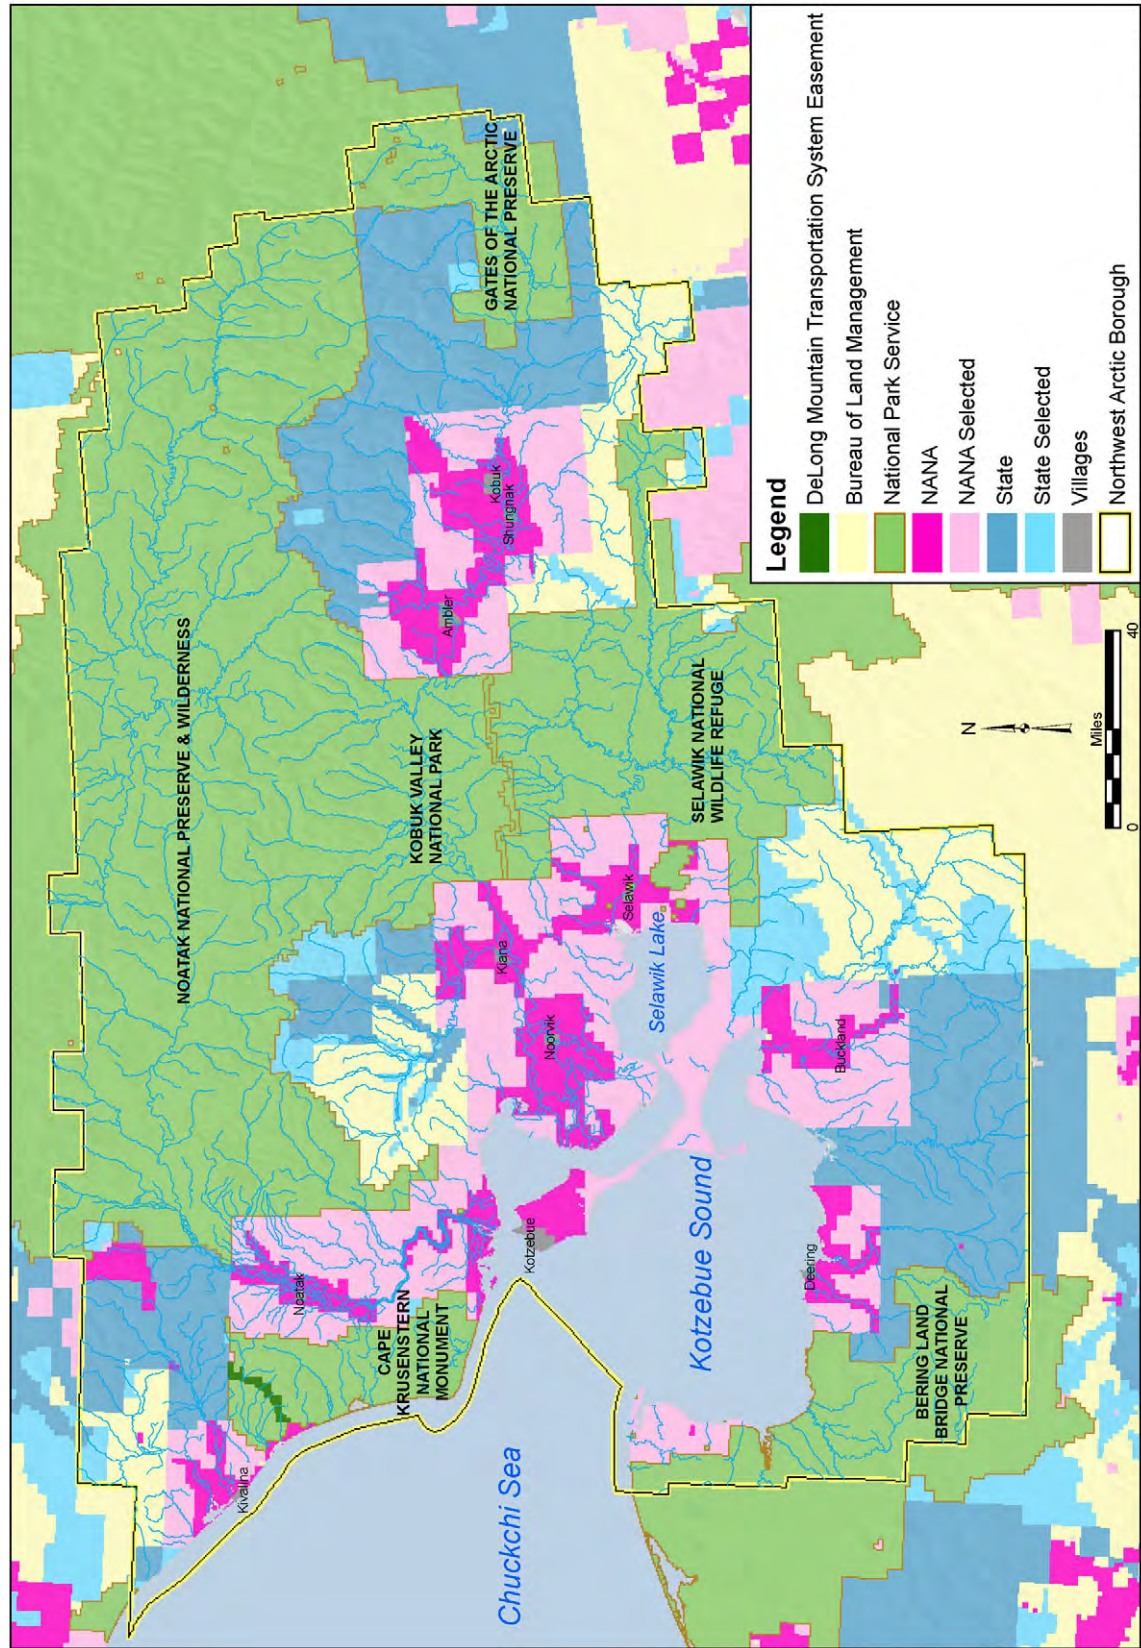 NOATAK NATIONAL PRESERVE & WILDERNESS
GATES OF THE ARCTIC
NATIONAL PRESERVE
KOBUK VALLEY
NATIONAL PARK
SELAWIK NATIONAL
WILDLIFE REFUGE
CAPE
KRUSENSTERN
NATIONAL
MONUMENT
BERING LAND
BRIDGE NATIONAL
PRESERVE
Kivalina
Noatak
Kotzebue
Noorvik
Kiana
Selawik
Ambler
Shungnak
Kobuk
Deering
Buckland
Selawik Lake
Kotzebue Sound
Chuckchi Sea
N
0
40
Miles
Legend
DeLong Mountain Transportation System Easement
Bureau of Land Management
National Park Service
NANA
NANA Selected
State
State Selected
Villages
Northwest Arctic Borough